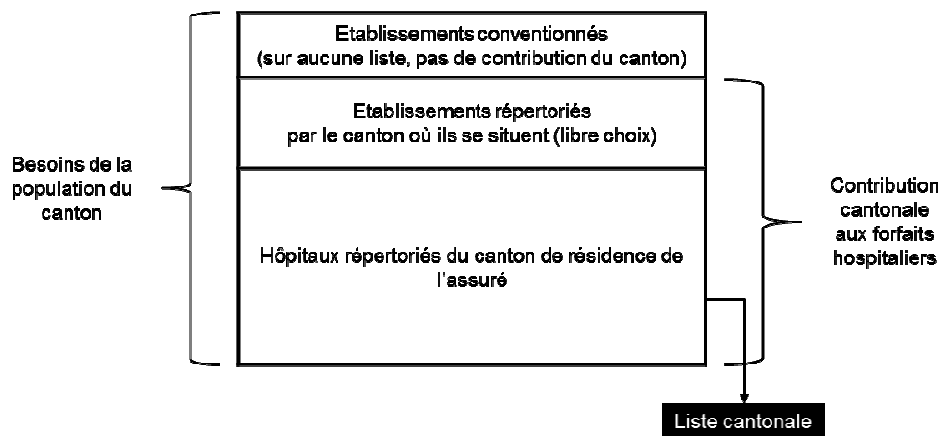 Etablissements conventionnés
(sur aucune liste, pas de contribution du canton)
Etablissements répertoriés
par le canton où ils se situent (libre choix)
Besoins de la
population du
canton
Hôpitaux répertoriés du canton de résidence de
l'assuré
Contribution
cantonale
aux forfaits
hospitaliers
Liste cantonale